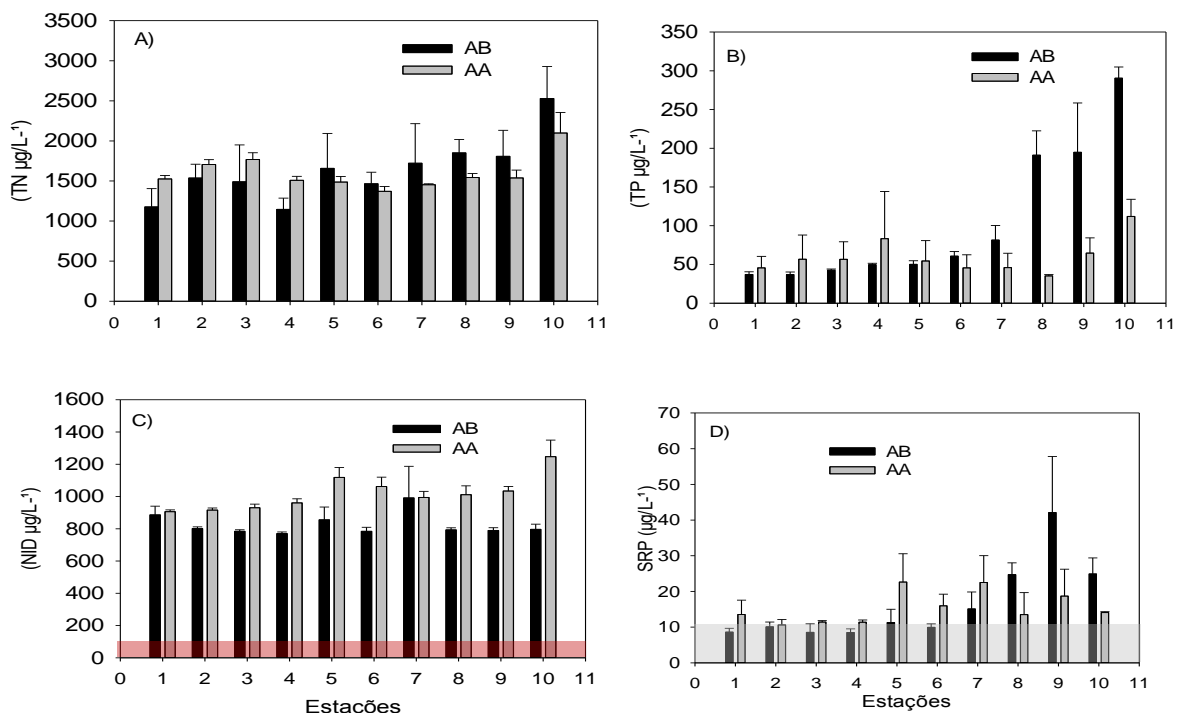 A)
AB
AA
3500
3000
2500
2000
1500
1000
500
0
(TN µg/L-¹)
0 1 2 3 4 5 6 7 8 9 10 11
B)
AB
AA
350
300
250
200
150
100
50
0
(TP µg/L-¹)
0 1 2 3 4 5 6 7 8 9 10 11
C)
AB
AA
1600
1400
1200
1000
800
600
400
200
0
(NID µg/L-¹)
0 1 2 3 4 5 6 7 8 9 10 11
Estações
D)
AB
AA
70
60
50
40
30
20
10
0
SRP (µg/L-¹)
0 1 2 3 4 5 6 7 8 9 10 11
Estações